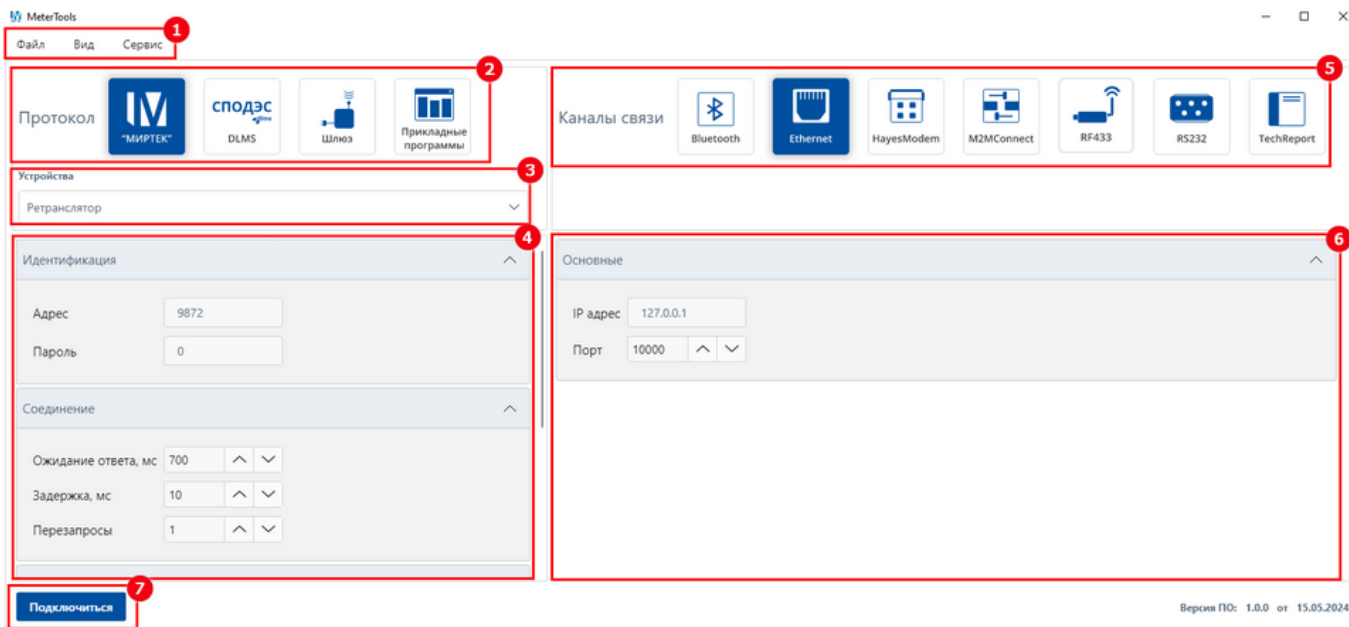 MeterTools
1
Файл Вид Сервис
2
5
Протокол
"МИРТЕК"
СПОДЭС
dlms
DLMS
Шлюз
Прикладные
программы
Каналы связи
Bluetooth
Ethernet
HayesModem
M2MConnect
RF433
RS232
TechReport
3
Устройства
Ретранслятор
4
6
Идентификация
Адрес 9872
Пароль 0
Соединение
Ожидание ответа, мс 700
Задержка, мс 10
Перезапросы 1
Основные
IP адрес 127.0.0.1
Порт 10000
7
Подключиться
Версия ПО: 1.0.0 от 15.05.2024